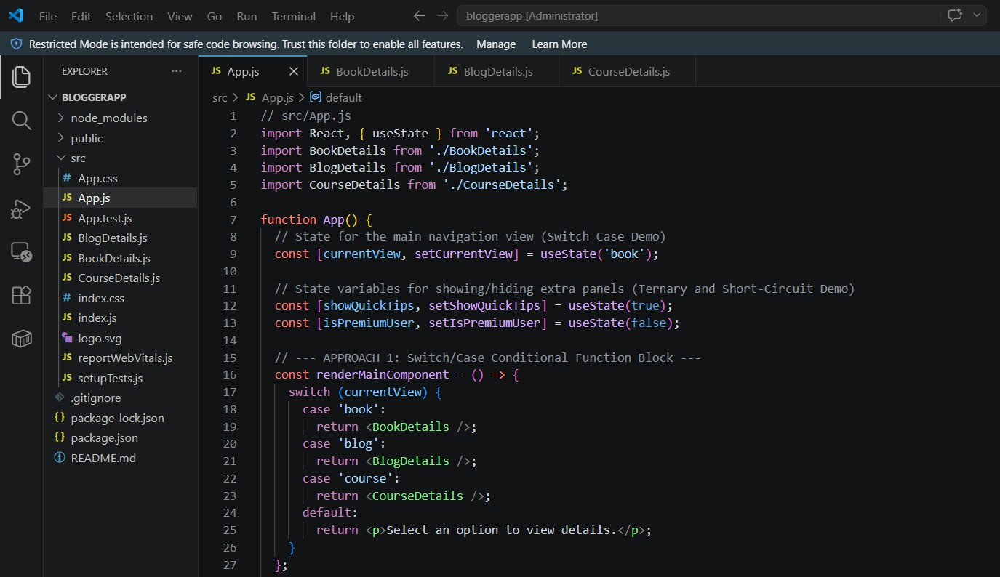 File Edit Selection View Go Run Terminal Help
bloggerapp [Administrator]
Restricted Mode is intended for safe code browsing. Trust this folder to enable all features. Manage Learn More
EXPLORER ···
BLOGGERAPP
node_modules
public
src
# App.css
JS App.js
JS App.test.js
JS BlogDetails.js
JS BookDetails.js
JS CourseDetails.js
# index.css
JS index.js
logo.svg
JS reportWebVitals.js
JS setupTests.js
.gitignore
{} package-lock.json
{} package.json
README.md
JS App.js JS BookDetails.js JS BlogDetails.js JS CourseDetails.js
src > JS App.js > default
1 // src/App.js
2 import React, { useState } from 'react';
3 import BookDetails from './BookDetails';
4 import BlogDetails from './BlogDetails';
5 import CourseDetails from './CourseDetails';
6
7 function App() {
8 // State for the main navigation view (Switch Case Demo)
9 const [currentView, setCurrentView] = useState('book');
10
11 // State variables for showing/hiding extra panels (Ternary and Short-Circuit Demo)
12 const [showQuickTips, setShowQuickTips] = useState(true);
13 const [isPremiumUser, setIsPremiumUser] = useState(false);
14
15 // --- APPROACH 1: Switch/Case Conditional Function Block ---
16 const renderMainComponent = () => {
17 switch (currentView) {
18 case 'book':
19 return <BookDetails />;
20 case 'blog':
21 return <BlogDetails />;
22 case 'course':
23 return <CourseDetails />;
24 default:
25 return <p>Select an option to view details.</p>;
26 }
27 };